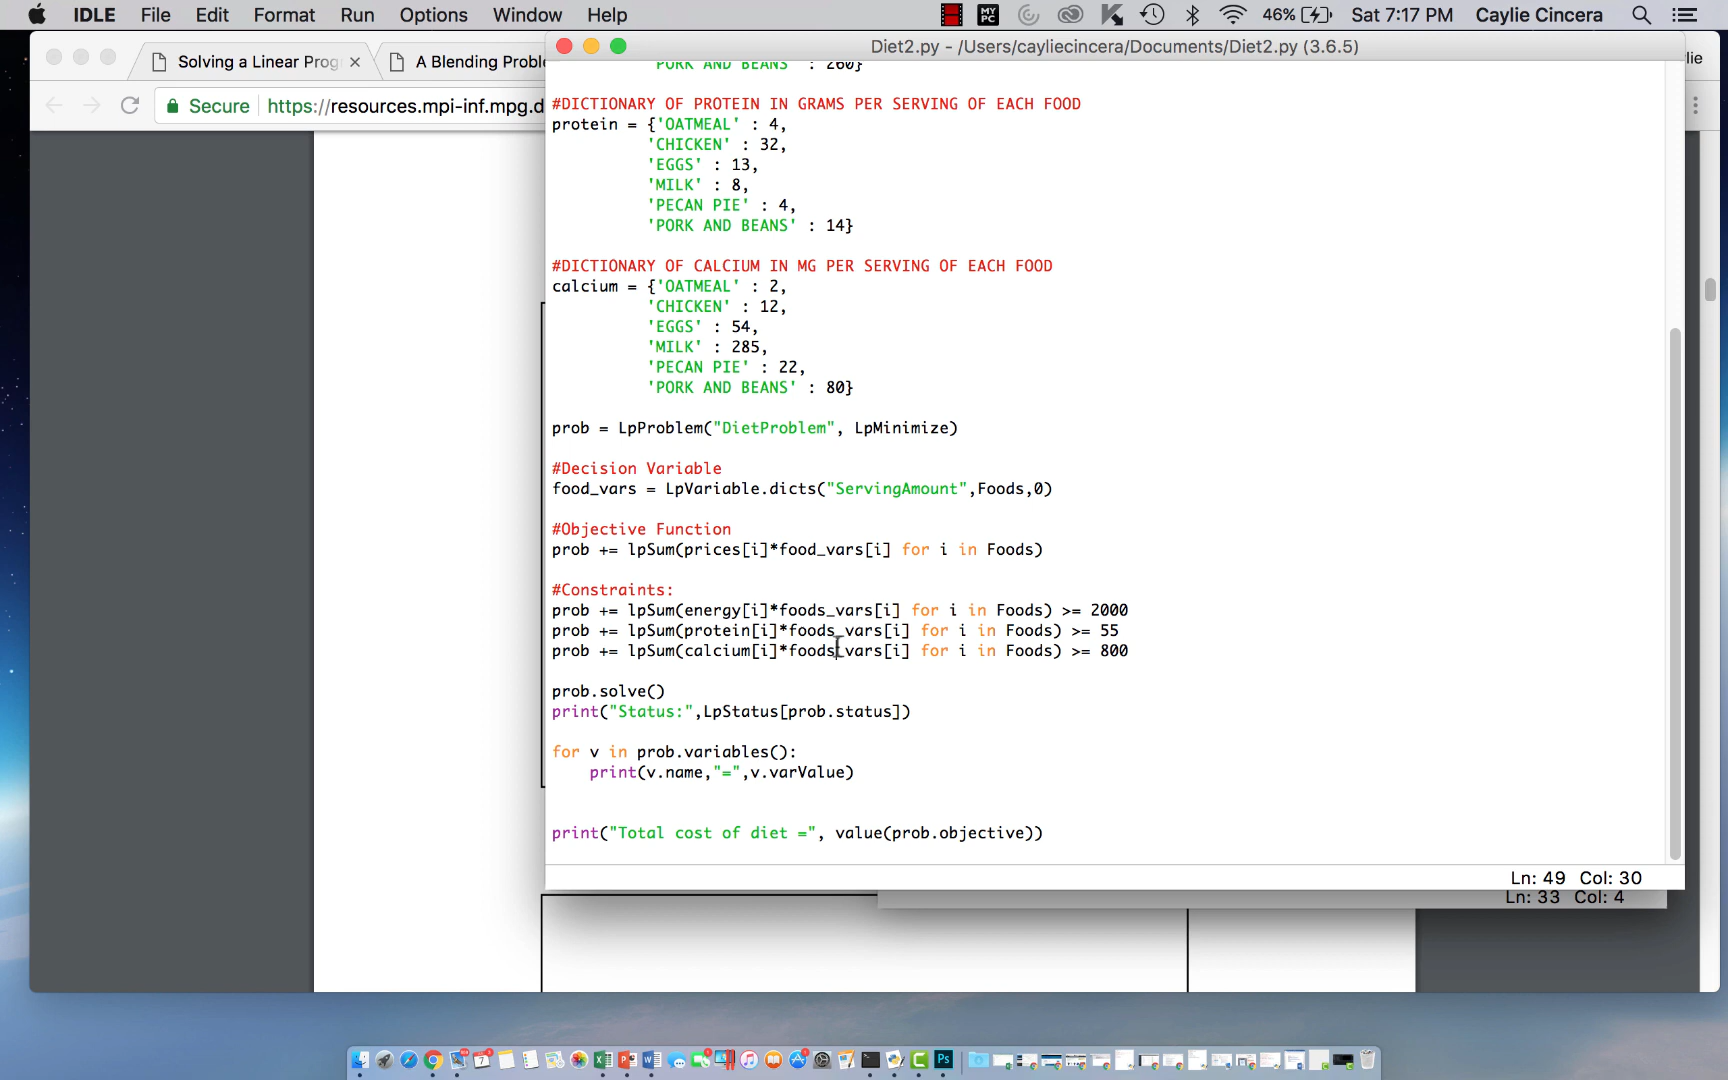 IDLE File Edit Format Run Options Window Help
46% Sat 7:17 PM Caylie Cincera
MY PC
Solving a Linear Prog
A Blending Proble
Diet2.py - /Users/cayliecincera/Documents/Diet2.py (3.6.5)
lie
Secure https://resources.mpi-inf.mpg.d
'PORK AND BEANS' : 260}
#DICTIONARY OF PROTEIN IN GRAMS PER SERVING OF EACH FOOD
protein = {'OATMEAL' : 4,
'CHICKEN' : 32,
'EGGS' : 13,
'MILK' : 8,
'PECAN PIE' : 4,
'PORK AND BEANS' : 14}
#DICTIONARY OF CALCIUM IN MG PER SERVING OF EACH FOOD
calcium = {'OATMEAL' : 2,
'CHICKEN' : 12,
'EGGS' : 54,
'MILK' : 285,
'PECAN PIE' : 22,
'PORK AND BEANS' : 80}
prob = LpProblem("DietProblem", LpMinimize)
#Decision Variable
food_vars = LpVariable.dicts("ServingAmount",Foods,0)
#Objective Function
prob += lpSum(prices[i]*food_vars[i] for i in Foods)
#Constraints:
prob += lpSum(energy[i]*foods_vars[i] for i in Foods) >= 2000
prob += lpSum(protein[i]*foods_vars[i] for i in Foods) >= 55
prob += lpSum(calcium[i]*foods_vars[i] for i in Foods) >= 800
prob.solve()
print("Status:",LpStatus[prob.status])
for v in prob.variables():
print(v.name,"=",v.varValue)
print("Total cost of diet =", value(prob.objective))
Ln: 49 Col: 30
Ln: 33 Col: 4